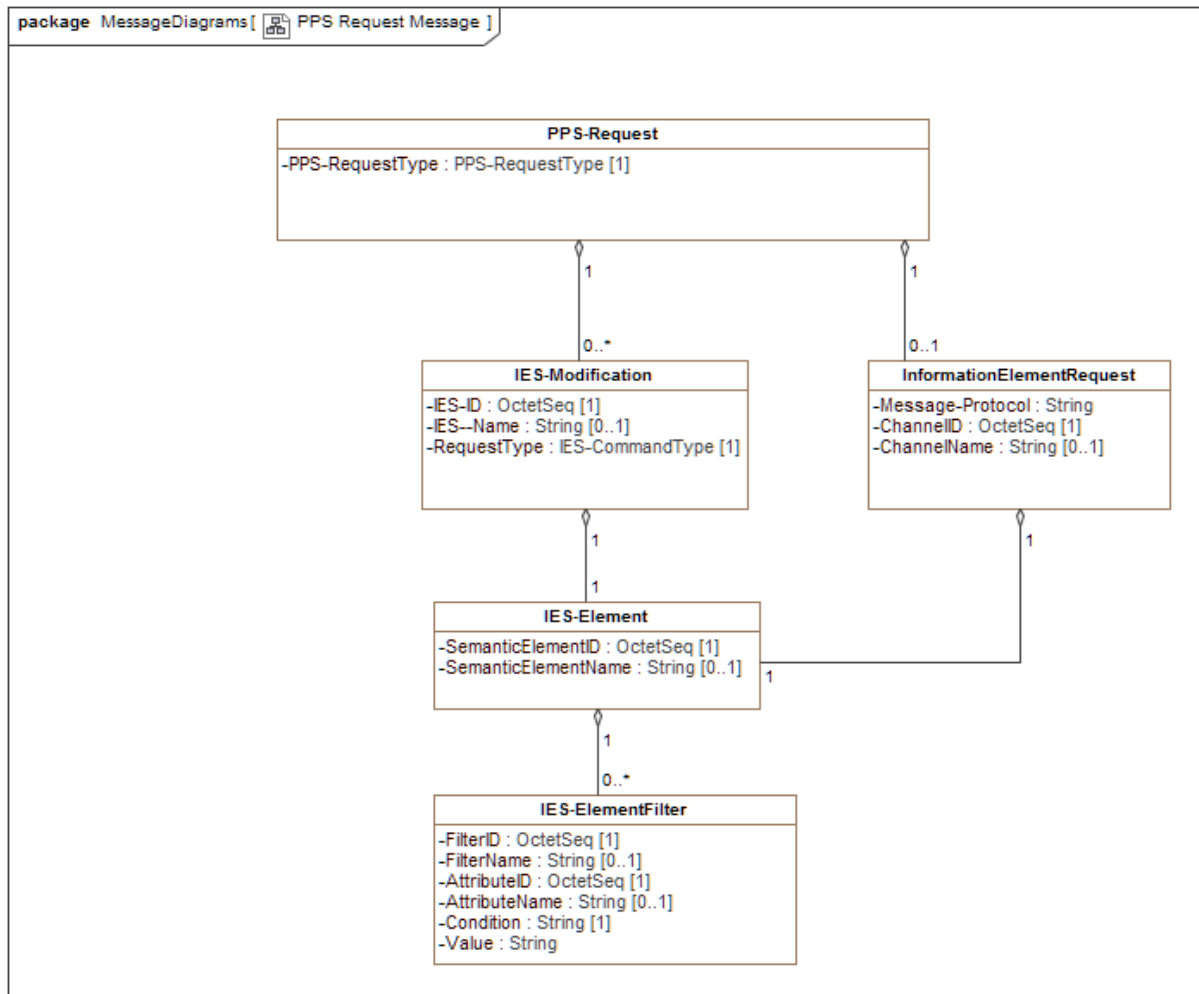 package MessageDiagrams [ PPS Request Message ]
PPS-Request
-PPS-RequestType : PPS-RequestType [1]
1
1
0..*
0..1
IES-Modification
-IES-ID : OctetSeq [1]
-IES--Name : String [0..1]
-RequestType : IES-CommandType [1]
InformationElementRequest
-Message-Protocol : String
-ChannelID : OctetSeq [1]
-ChannelName : String [0..1]
1
1
1
IES-Element
-SemanticElementID : OctetSeq [1]
-SemanticElementName : String [0..1]
1
1
0..*
IES-ElementFilter
-FilterID : OctetSeq [1]
-FilterName : String [0..1]
-AttributeID : OctetSeq [1]
-AttributeName : String [0..1]
-Condition : String [1]
-Value : String